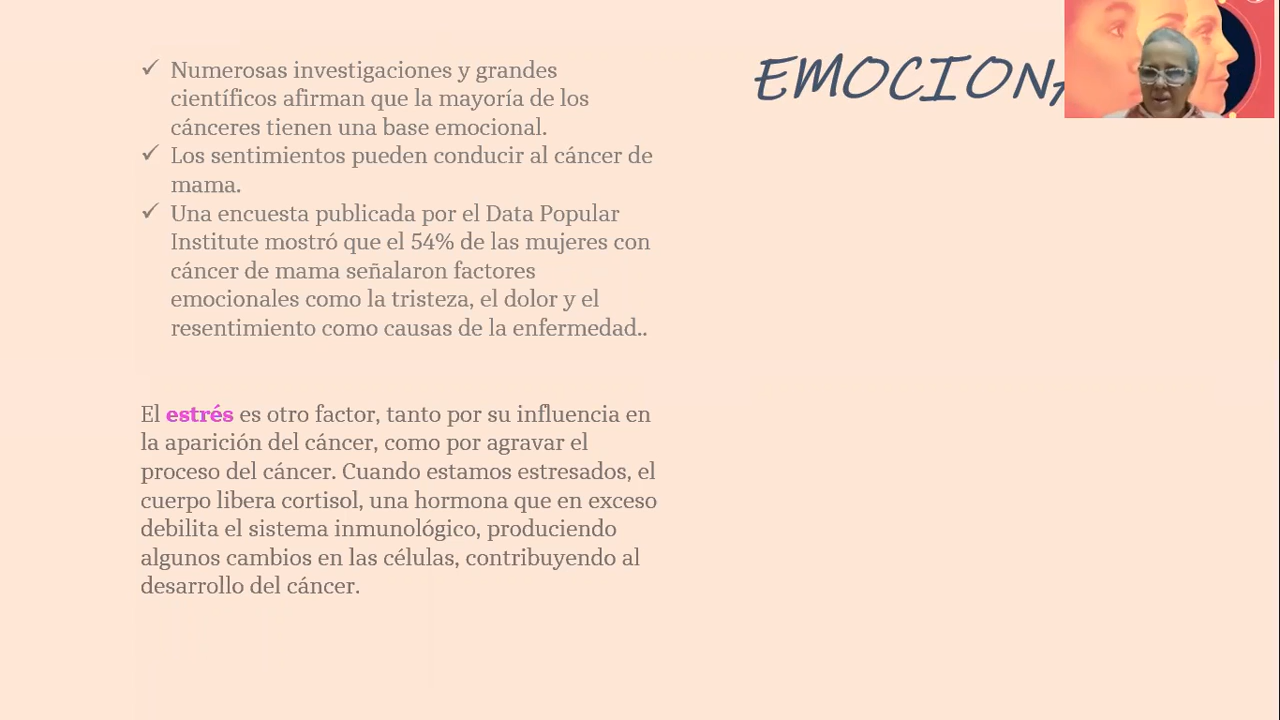 ✓ Numerosas investigaciones y grandes
científicos afirman que la mayoría de los
cánceres tienen una base emocional.
✓ Los sentimientos pueden conducir al cáncer de
mama.
✓ Una encuesta publicada por el Data Popular
Institute mostró que el 54% de las mujeres con
cáncer de mama señalaron factores
emocionales como la tristeza, el dolor y el
resentimiento como causas de la enfermedad..
El estrés es otro factor, tanto por su influencia en
la aparición del cáncer, como por agravar el
proceso del cáncer. Cuando estamos estresados, el
cuerpo libera cortisol, una hormona que en exceso
debilita el sistema inmunológico, produciendo
algunos cambios en las células, contribuyendo al
desarrollo del cáncer.
EMOCIONA